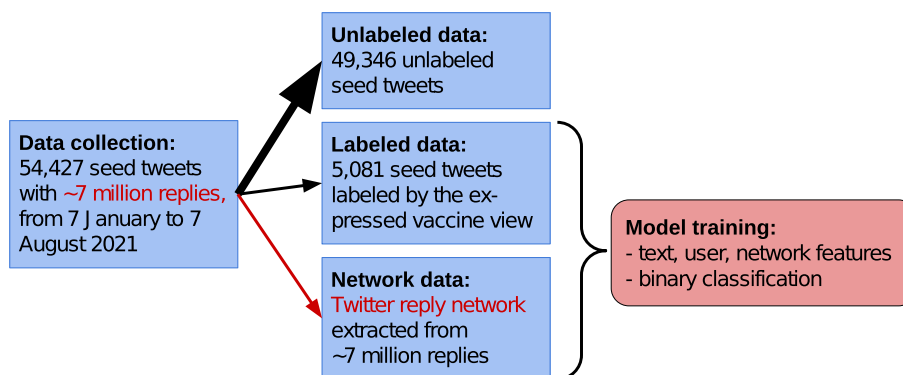 Data collection:
54,427 seed tweets
with ~7 million replies,
from 7 January to 7
August 2021
Unlabeled data:
49,346 unlabeled
seed tweets
Labeled data:
5,081 seed tweets
labeled by the ex-
pressed vaccine view
Network data:
Twitter reply network
extracted from
~7 million replies
Model training:
- text, user, network features
- binary classification